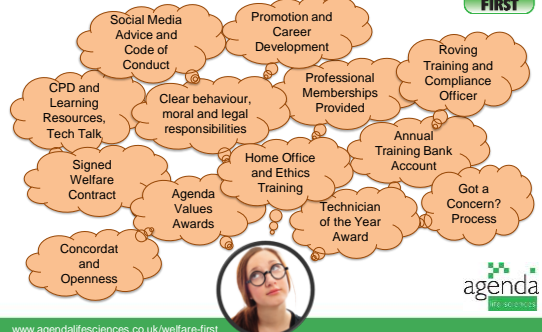 FIRST
Social Media
Advice and
Code of
Conduct
Promotion and
Career
Development
Roving
Training and
Compliance
Officer
CPD and
Learning
Resources,
Tech Talk
Clear behaviour,
moral and legal
responsibilities
Professional
Memberships
Provided
Annual
Training Bank
Account
Signed
Welfare
Contract
Home Office
and Ethics
Training
Agenda
Values
Awards
Technician
of the Year
Award
Got a
Concern?
Process
Concordat
and
Openness
agenda
life sciences
www.agendalifesciences.co.uk/welfare-first